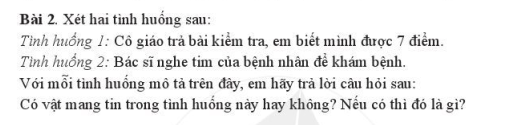 Bài 2. Xét hai tình huống sau:
Tình huống 1: Cô giáo trả bài kiểm tra, em biết mình được 7 điểm.
Tình huống 2: Bác sĩ nghe tim của bệnh nhân để khám bệnh.
Với mỗi tình huống mô tả trên đây, em hãy trả lời câu hỏi sau:
Có vật mang tin trong tình huống này hay không? Nếu có thì đó là gì?